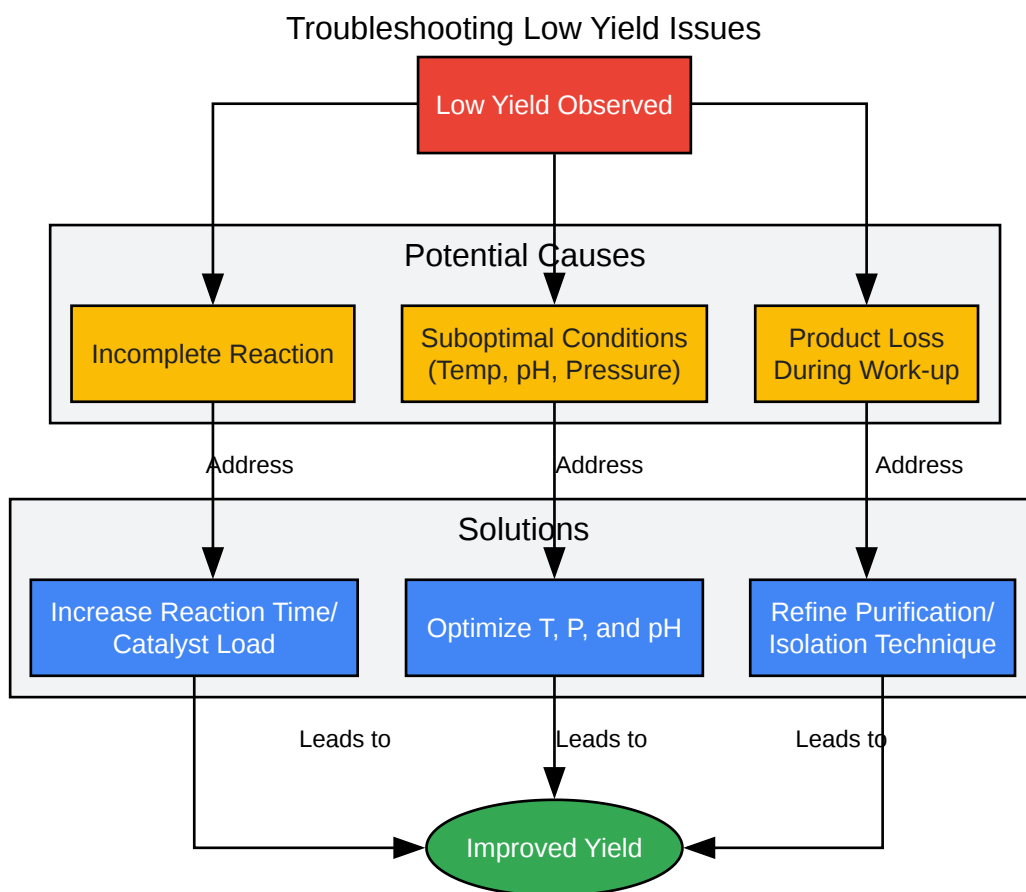 Troubleshooting Low Yield Issues
Low Yield Observed
Potential Causes
Incomplete Reaction
Suboptimal Conditions
(Temp, pH, Pressure)
Product Loss
During Work-up
Address
Address
Address
Solutions
Increase Reaction Time/
Catalyst Load
Optimize T, P, and pH
Refine Purification/
Isolation Technique
Leads to
Leads to
Leads to
Improved Yield